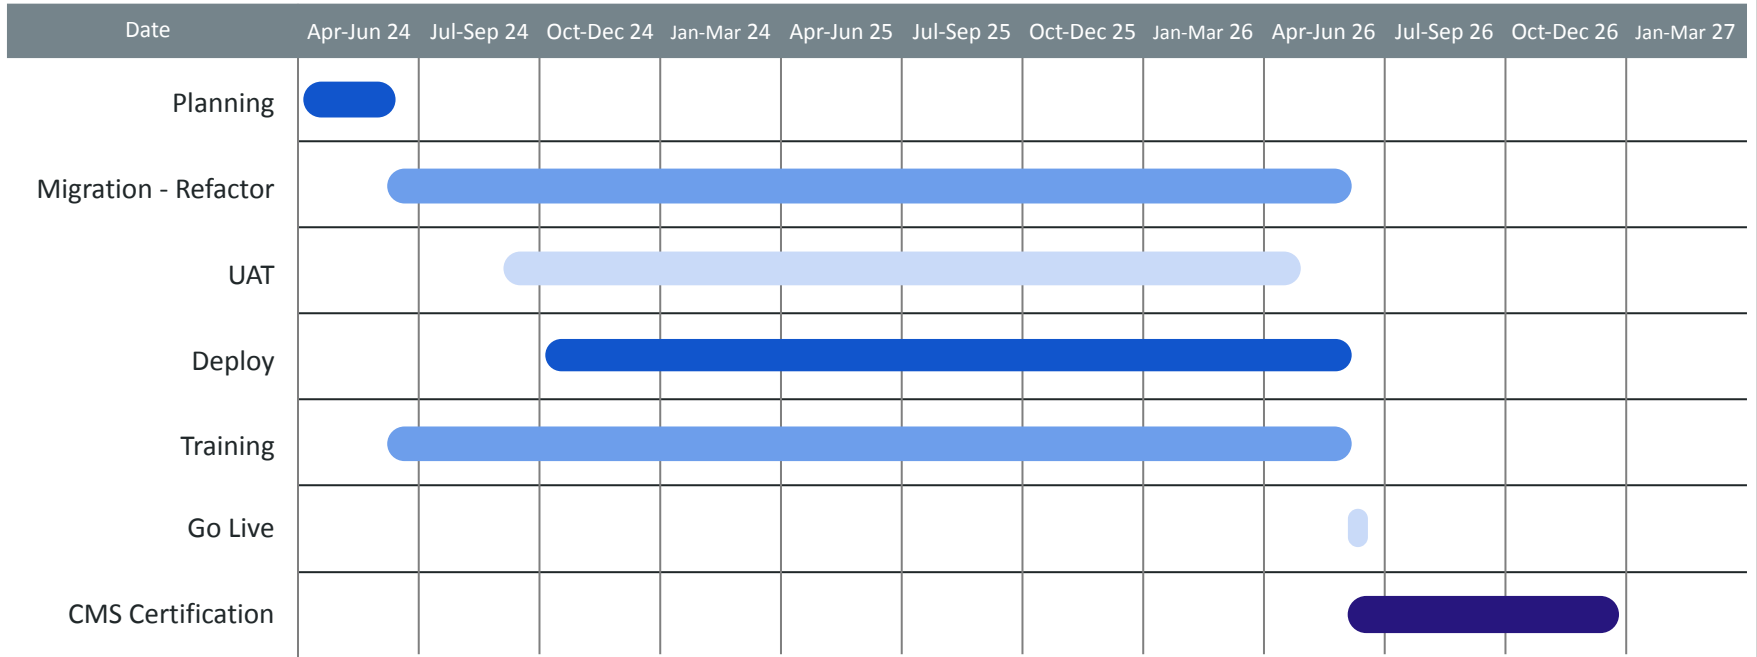 Date Apr-Jun 24 Jul-Sep 24 Oct-Dec 24 Jan-Mar 24 Apr-Jun 25 Jul-Sep 25 Oct-Dec 25 Jan-Mar 26 Apr-Jun 26 Jul-Sep 26 Oct-Dec 26 Jan-Mar 27
Planning
Migration - Refactor
UAT
Deploy
Training
Go Live
CMS Certification